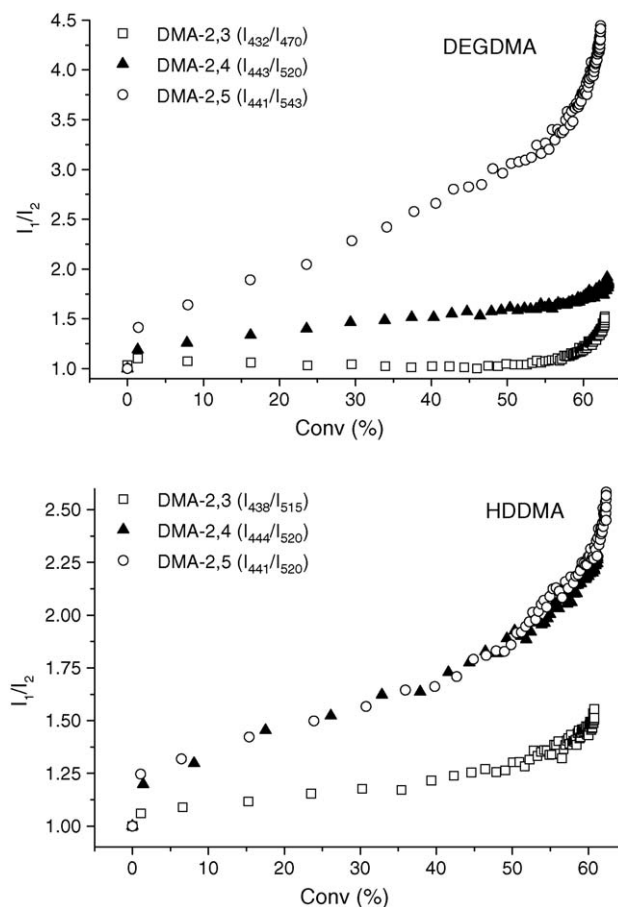 4.5
4.0
3.5
3.0
2.5
2.0
1.5
1.0
I₁/I₂
DMA-2,3 (I₄₃₂/I₄₇₀)
DMA-2,4 (I₄₄₃/I₅₂₀)
DMA-2,5 (I₄₄₁/I₅₄₃)
DEGDMA
0 10 20 30 40 50 60
Conv (%)
2.50
2.25
2.00
1.75
1.50
1.25
1.00
I₁/I₂
DMA-2,3 (I₄₃₈/I₅₁₅)
DMA-2,4 (I₄₄₄/I₅₂₀)
DMA-2,5 (I₄₄₁/I₅₂₀)
HDDMA
0 10 20 30 40 50 60
Conv (%)